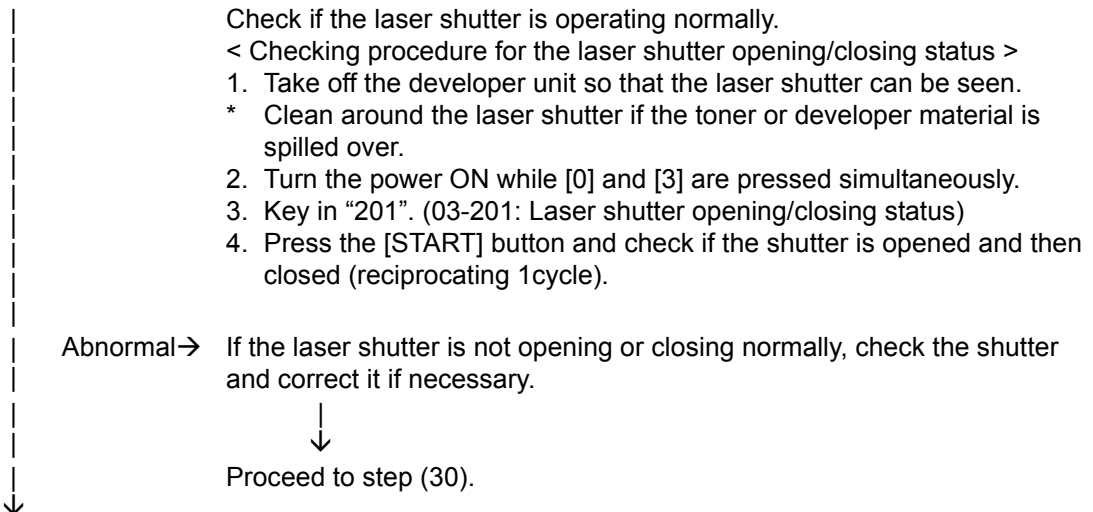 Check if the laser shutter is operating normally.
< Checking procedure for the laser shutter opening/closing status >
1. Take off the developer unit so that the laser shutter can be seen.
* Clean around the laser shutter if the toner or developer material is
spilled over.
2. Turn the power ON while [0] and [3] are pressed simultaneously.
3. Key in “201”. (03-201: Laser shutter opening/closing status)
4. Press the [START] button and check if the shutter is opened and then
closed (reciprocating 1cycle).
Abnormal→ If the laser shutter is not opening or closing normally, check the shutter
and correct it if necessary.
Proceed to step (30).